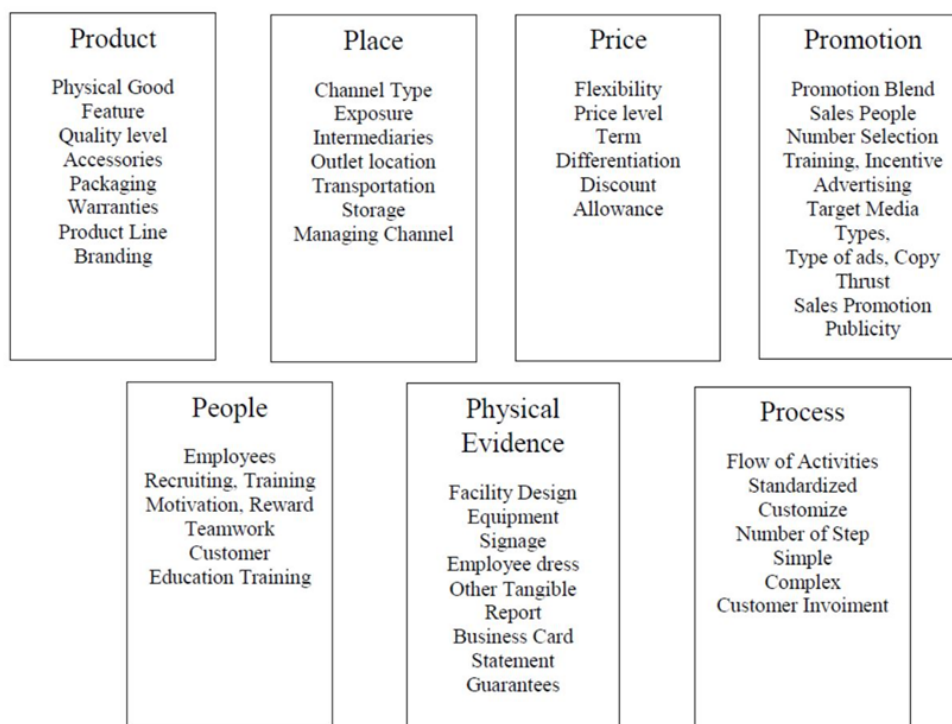 Product
Physical Good
Feature
Quality level
Accessories
Packaging
Warranties
Product Line
Branding
Place
Channel Type
Exposure
Intermediaries
Outlet location
Transportation
Storage
Managing Channel
Price
Flexibility
Price level
Term
Differentiation
Discount
Allowance
Promotion
Promotion Blend
Sales People
Number Selection
Training, Incentive
Advertising
Target Media
Types,
Type of ads, Copy
Thrust
Sales Promotion
Publicity
People
Employees
Recruiting, Training
Motivation, Reward
Teamwork
Customer
Education Training
Physical
Evidence
Facility Design
Equipment
Signage
Employee dress
Other Tangible
Report
Business Card
Statement
Guarantees
Process
Flow of Activities
Standardized
Customize
Number of Step
Simple
Complex
Customer Invoiment